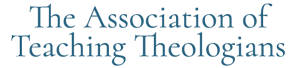 The Association of
Teaching Theologians